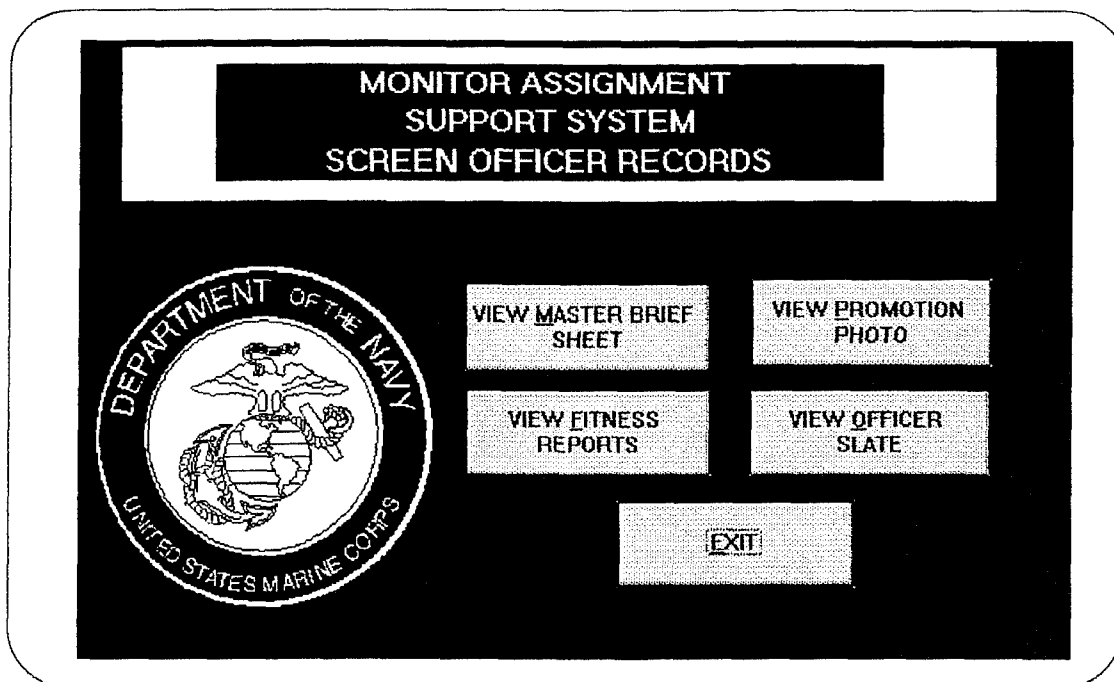 MONITOR ASSIGNMENT
SUPPORT SYSTEM
SCREEN OFFICER RECORDS
DEPARTMENT OF THE NAVY
UNITED STATES MARINE CORPS
VIEW MASTER BRIEF
SHEET
VIEW PROMOTION
PHOTO
VIEW FITNESS
REPORTS
VIEW OFFICER
SLATE
EXIT